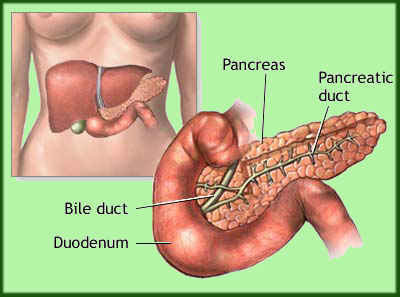 Pancreas
Pancreatic
duct
Bile duct
Duodenum